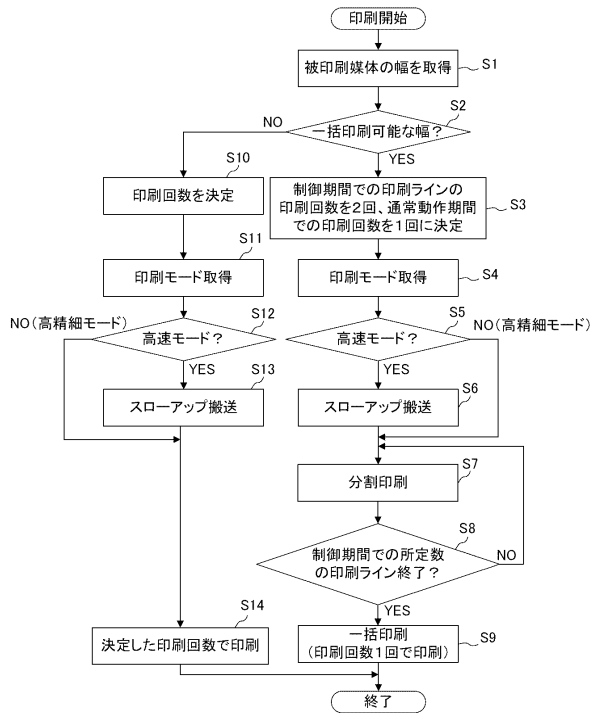 印刷開始
被印刷媒体の幅を取得
S1
S2
一括印刷可能な幅？
NO
YES
S10
印刷回数を決定
制御期間での印刷ラインの
印刷回数を2回、通常動作期間
での印刷回数を1回に決定
S3
S11
印刷モード取得
印刷モード取得
S4
NO(高精細モード)
S12
高速モード？
YES
S5
高速モード？
NO(高精細モード)
YES
S13
スローアップ搬送
スローアップ搬送
S6
S7
分割印刷
S8
制御期間での所定数
の印刷ライン終了？
NO
YES
S14
決定した印刷回数で印刷
一括印刷
(印刷回数1回で印刷)
S9
終了